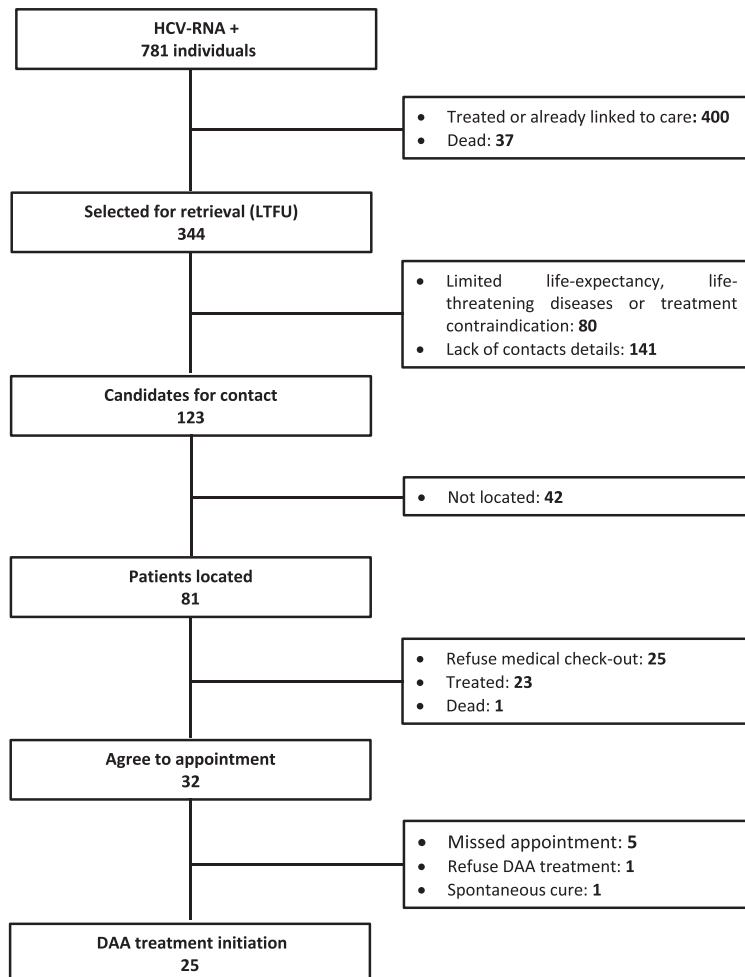 HCV-RNA +
781 individuals
• Treated or already linked to care: 400
• Dead: 37
Selected for retrieval (LTFU)
344
• Limited life-expectancy, life-
threatening diseases or treatment
contraindication: 80
• Lack of contacts details: 141
Candidates for contact
123
• Not located: 42
Patients located
81
• Refuse medical check-out: 25
• Treated: 23
• Dead: 1
Agree to appointment
32
• Missed appointment: 5
• Refuse DAA treatment: 1
• Spontaneous cure: 1
DAA treatment initiation
25